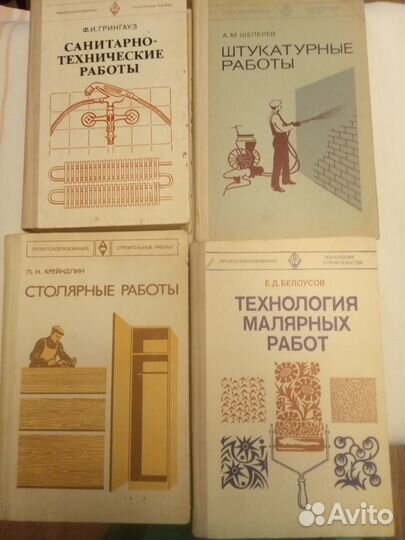 Ф.И. ГРИНГАУЗ
САНИТАРНО-
ТЕХНИЧЕСКИЕ
РАБОТЫ
А.М. ШЕПЕЛЕВ
ШТУКАТУРНЫЕ
РАБОТЫ
ПРОФТЕХОБРАЗОВАНИЕ
СТРОИТЕЛЬНЫЕ РАБОТЫ
Л. Н. КРЕЙНДЛИН
СТОЛЯРНЫЕ РАБОТЫ
ПРОФТЕХОБРАЗОВАНИЕ
ТЕХНОЛОГИЯ
СТРОИТЕЛЬСТВА
Е.Д. БЕЛОУСОВ
ТЕХНОЛОГИЯ
МАЛЯРНЫХ
РАБОТ
Avito